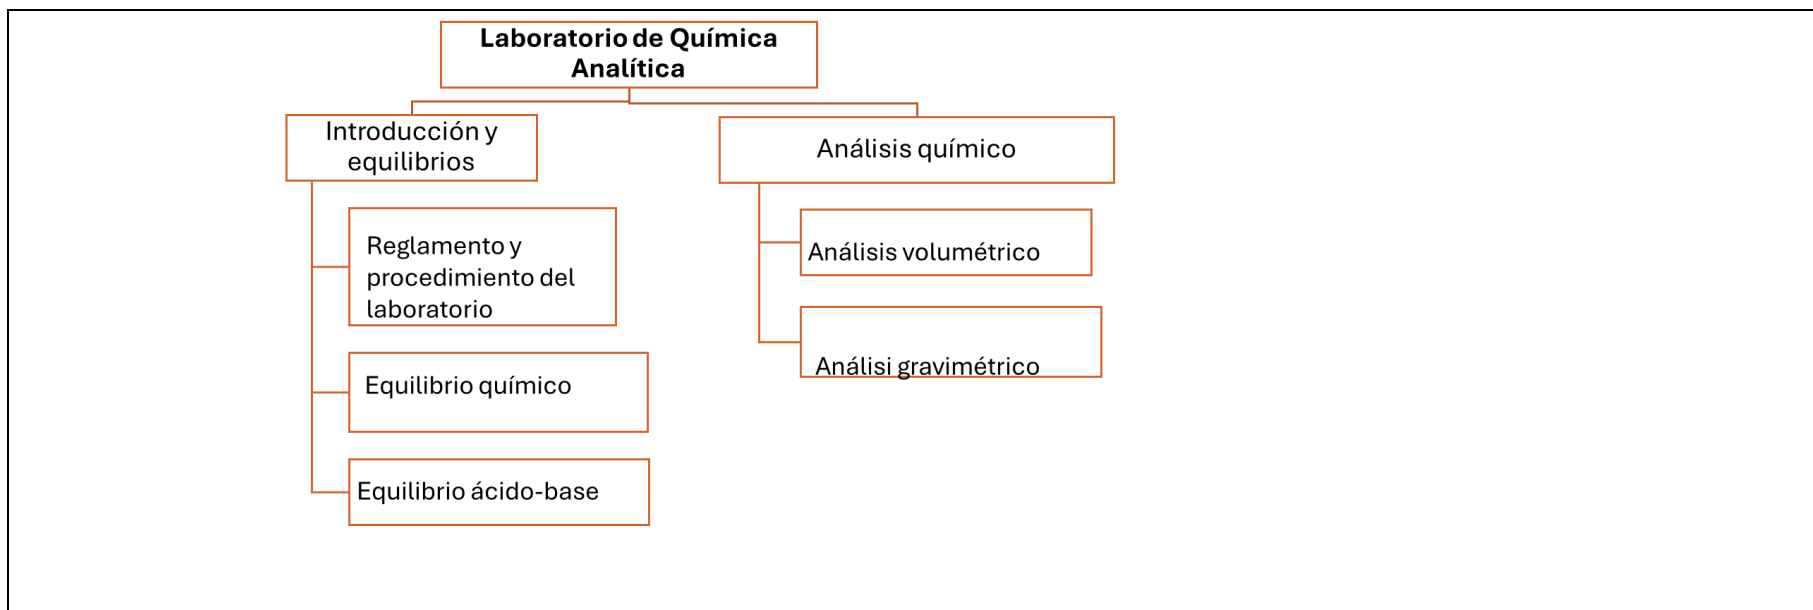 Laboratorio de Química
Analítica
Introducción y
equilibrios
Reglamento y
procedimiento del
laboratorio
Equilibrio químico
Equilibrio ácido-base
Análisis químico
Análisis volumétrico
Análisi gravimétrico